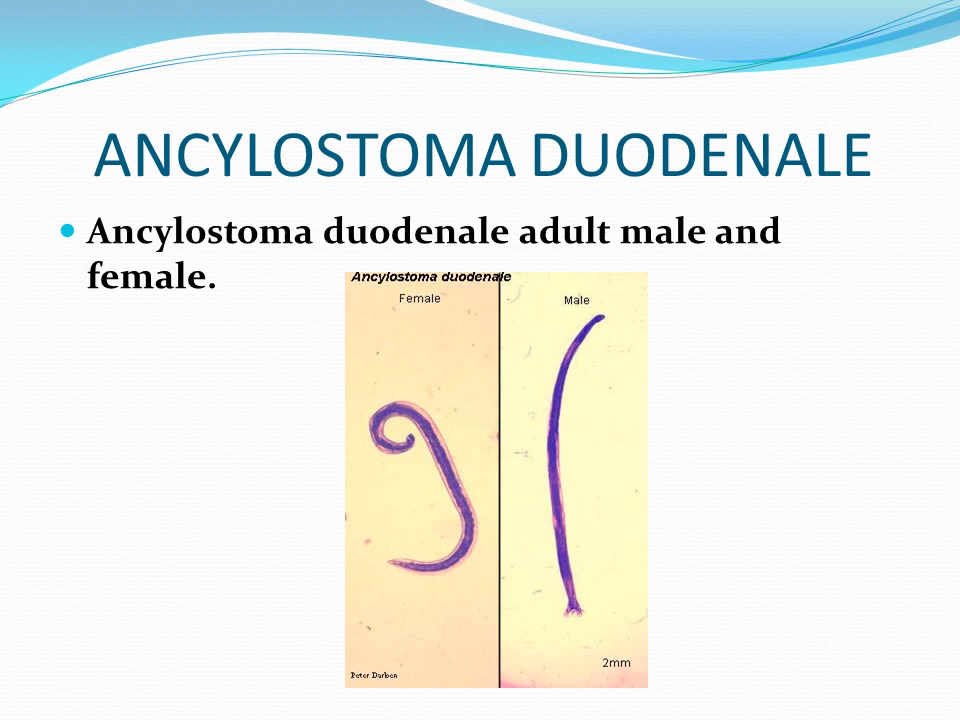 ANCYLOSTOMA DUODENALE
Ancylostoma duodenale adult male and
female.
Ancylostoma duodenale
Female
Male
2mm
Peter Darben